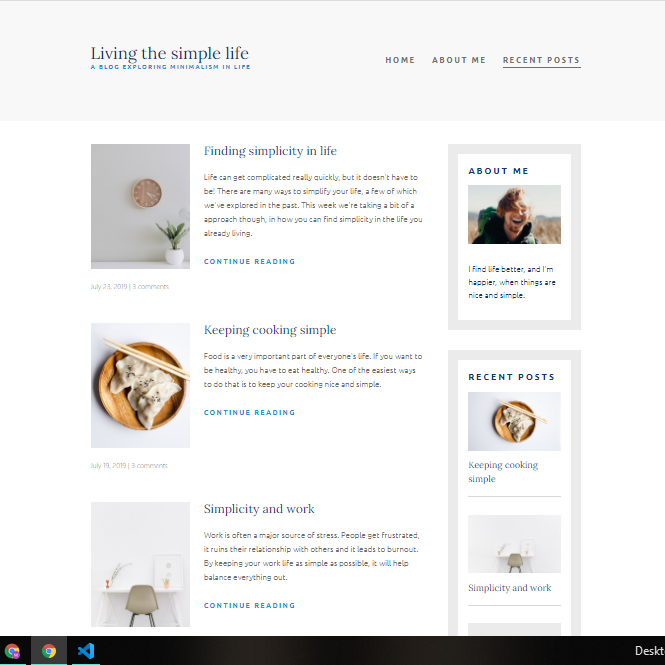 Living the simple life
A BLOG EXPLORING MINIMALISM IN LIFE
HOME ABOUT ME RECENT POSTS
Finding simplicity in life
Life can get complicated really quickly, but it doesn't have to
be! There are many ways to simplify your life, a few of which
we've explored in the past. This week we're taking a bit of a
approach though, in how you can find simplicity in the life you
already living.
CONTINUE READING
July 23, 2019 | 3 comments
Keeping cooking simple
Food is a very important part of everyone's life. If you want to
be healthy, you have to eat healthy. One of the easiest ways
to do that is to keep your cooking nice and simple.
CONTINUE READING
July 19, 2019 | 3 comments
Simplicity and work
Work is often a major source of stress. People get frustrated,
it ruins their relationship with others and it leads to burnout.
By keeping your work life as simple as possible, it will help
balance everything out.
CONTINUE READING
ABOUT ME
I find life better, and I'm
happier, when things are
nice and simple.
RECENT POSTS
Keeping cooking
simple
Simplicity and work
Deskt